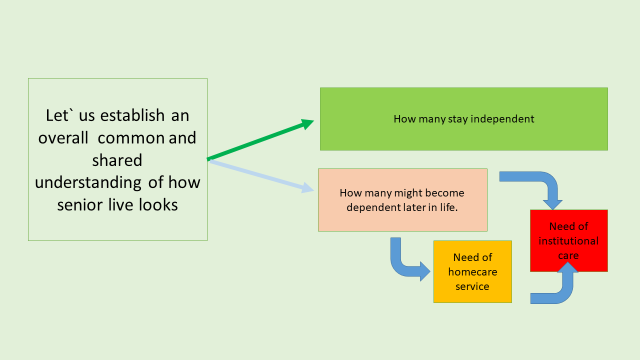 Let` us establish an
overall common and
shared
understanding of how
senior live looks
How many stay independent
How many might become
dependent later in life.
Need of
homecare
service
Need of
institutional
care